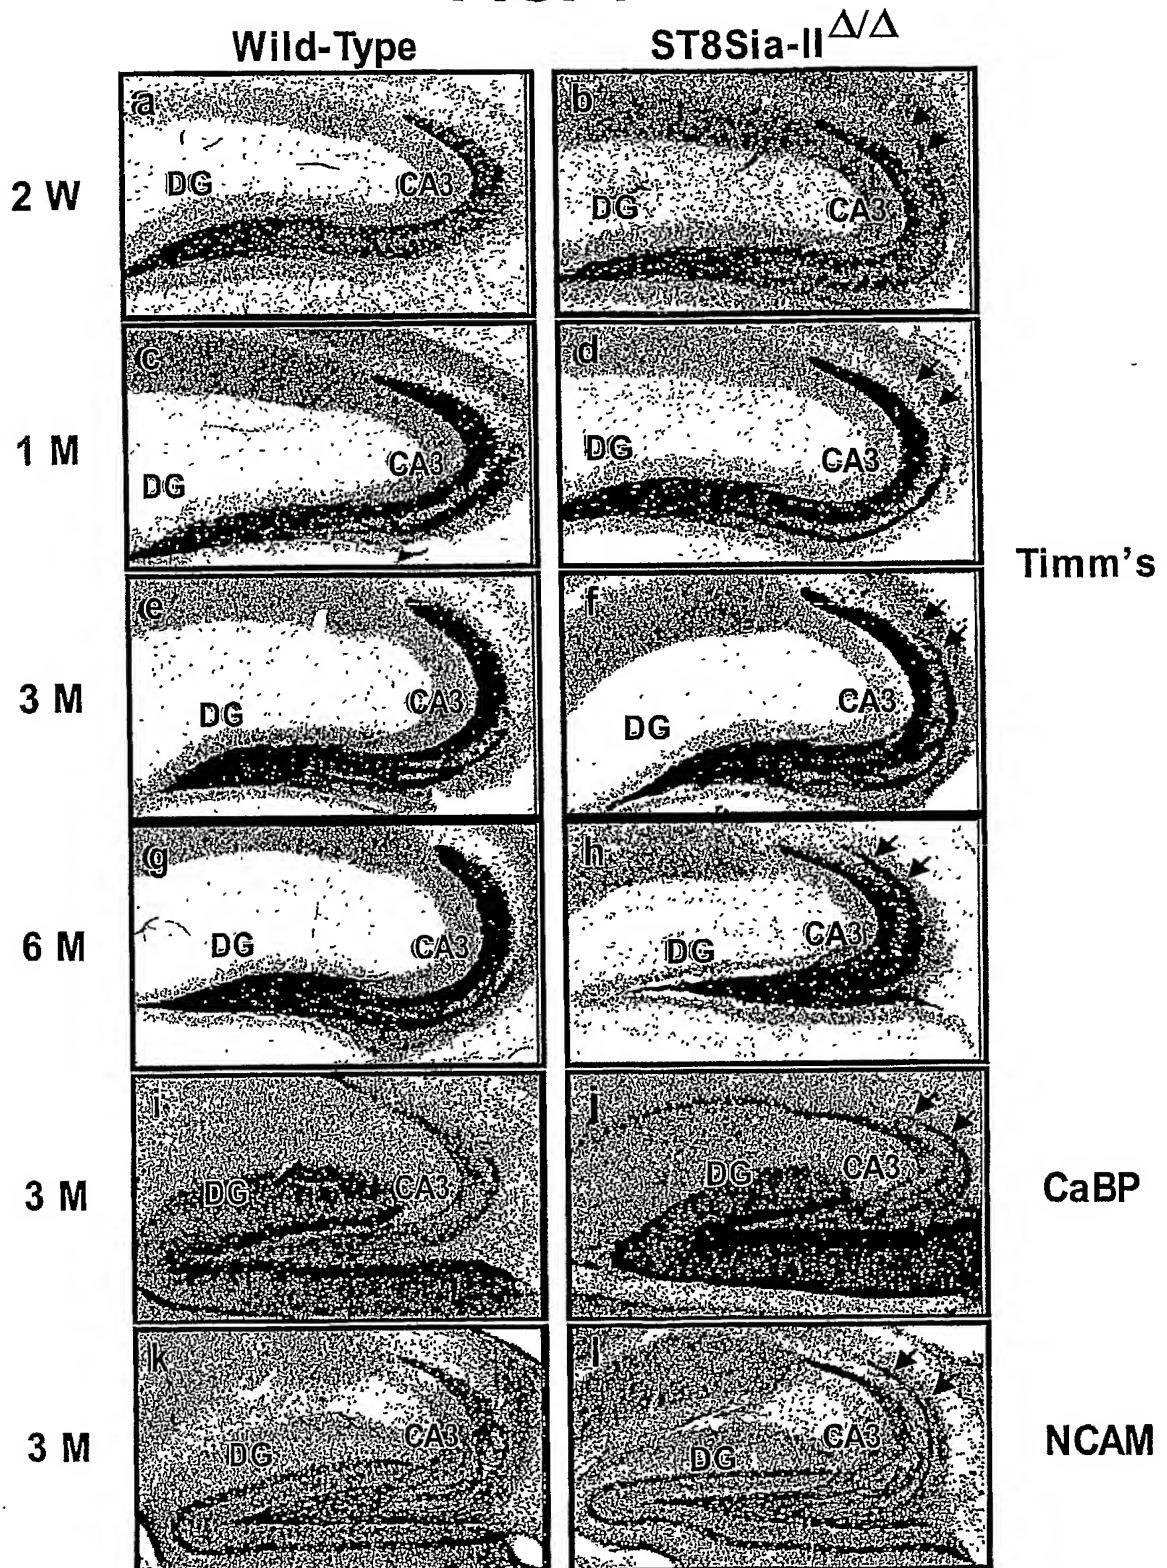 Wild-Type ST8Sia-II Δ/Δ
2 W
a DG CA3
b DG CA3
1 M
c DG CA3
d DG CA3
Timm's
3 M
e DG CA3
f DG CA3
6 M
g DG CA3
h DG CA3
3 M
i DG CA3
j DG CA3
CaBP
3 M
k DG CA3
l DG CA3
NCAM